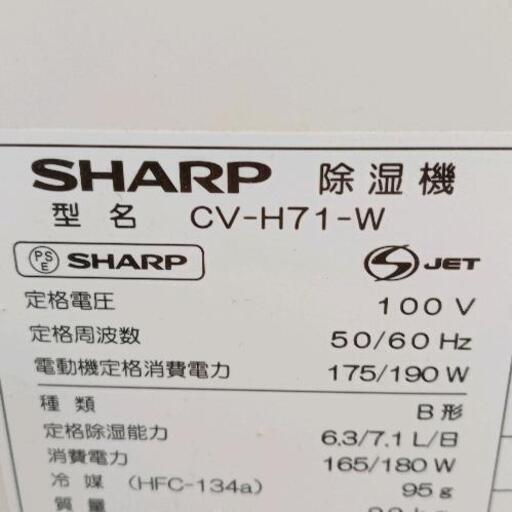 SHARP 除湿機
型名 CV-H71-W
PS E SHARP S JET
定格電圧 100 V
定格周波数 50/60 Hz
電動機定格消費電力 175/190 W
種類 B形
定格除湿能力 6.3/7.1 L/日
消費電力 165/180 W
冷媒 (HFC-134a) 95 g
質量